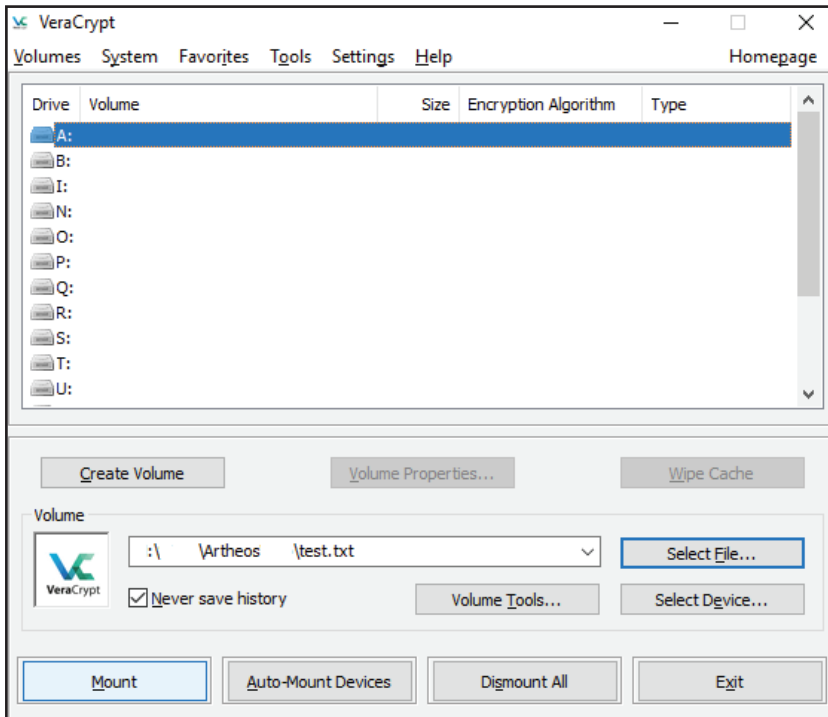 VeraCrypt
Volumes System Favorites Tools Settings Help Homepage
Drive Volume Size Encryption Algorithm Type
A:
B:
I:
N:
O:
P:
Q:
R:
S:
T:
U:
Create Volume Volume Properties... Wipe Cache
Volume
:\ \Artheos \test.txt Select File...
VeraCrypt
Never save history Volume Tools... Select Device...
Mount Auto-Mount Devices Dismount All Exit